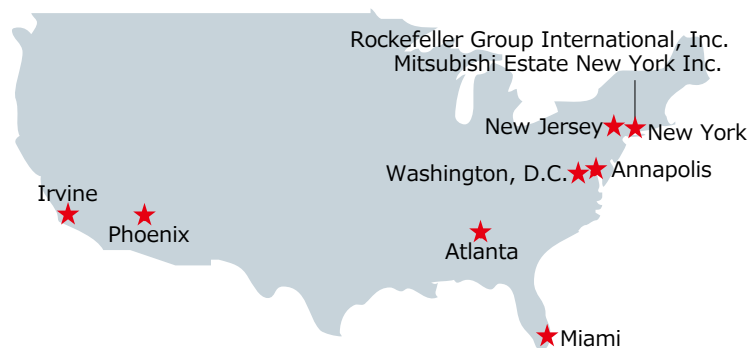 Rockefeller Group International, Inc.
Mitsubishi Estate New York Inc.
New Jersey
New York
Washington, D.C.
Annapolis
Irvine
Phoenix
Atlanta
Miami